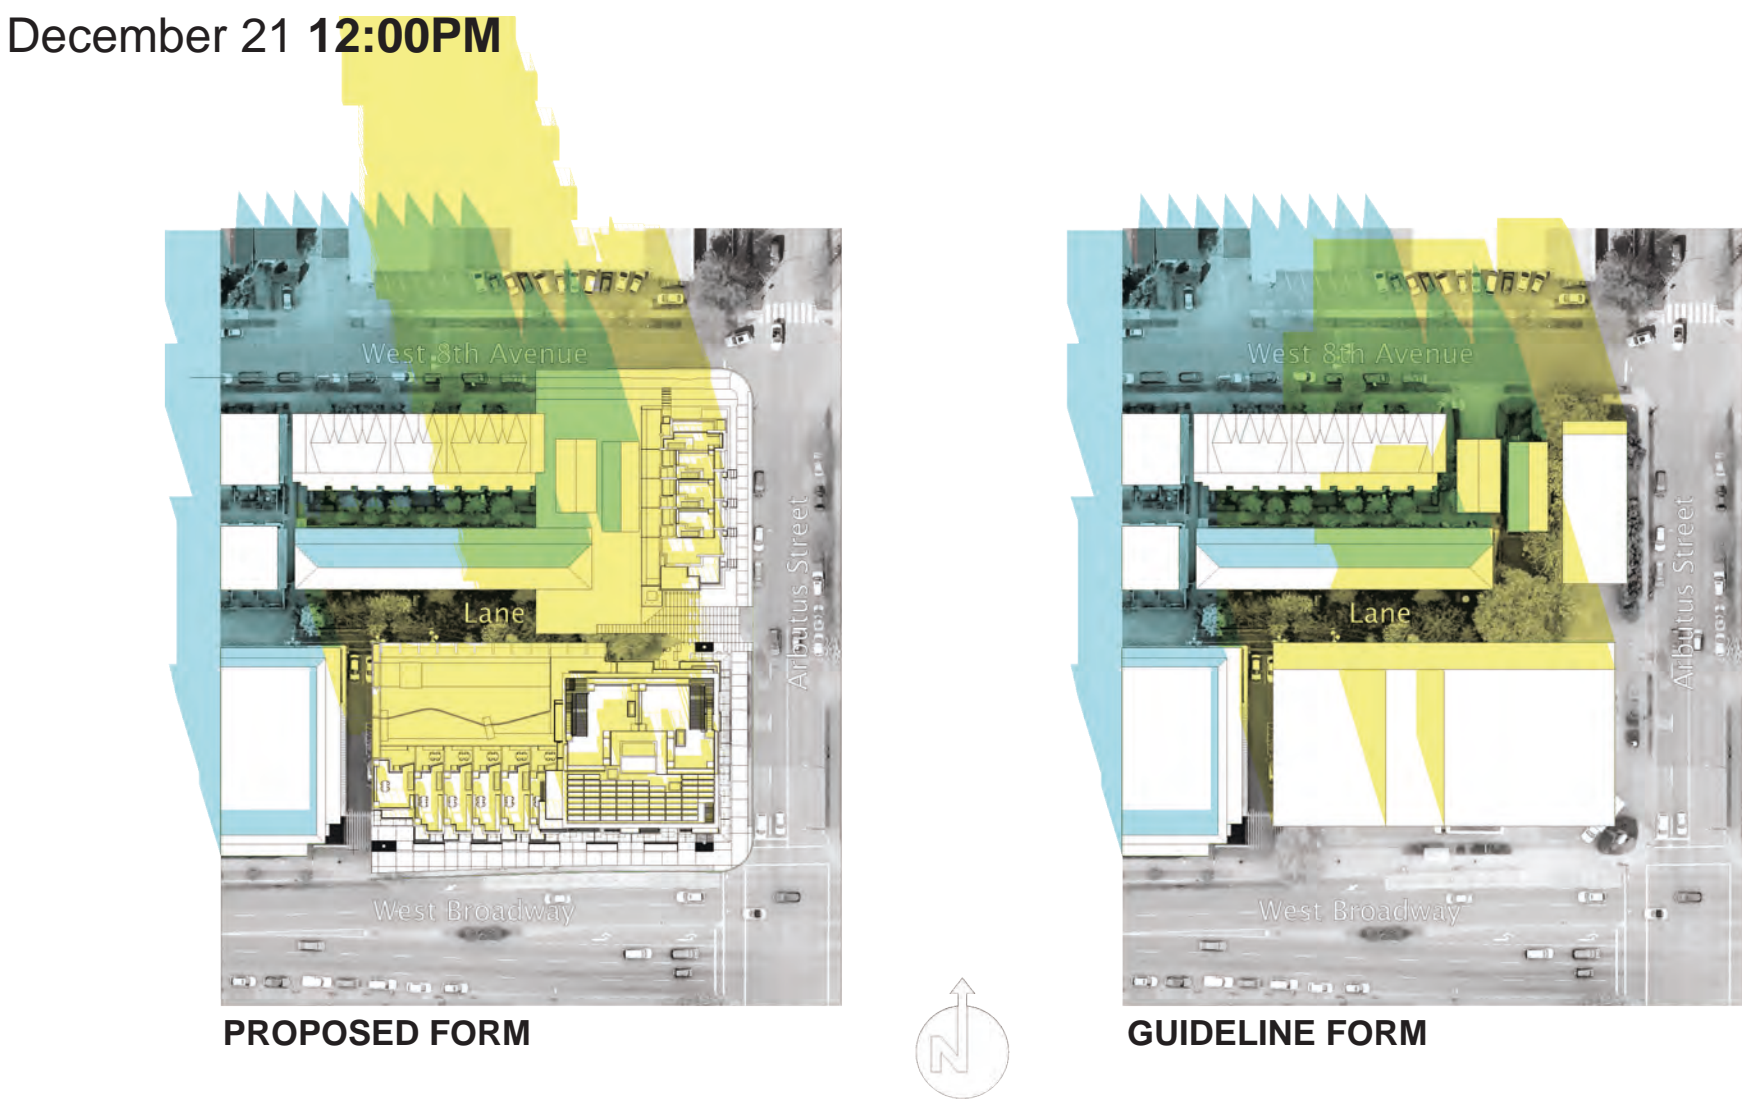 December 21 12:00PM
West 8th Avenue
Lane
Arbutus Street
West Broadway
PROPOSED FORM
West 8th Avenue
Lane
Arbutus Street
West Broadway
GUIDELINE FORM
N